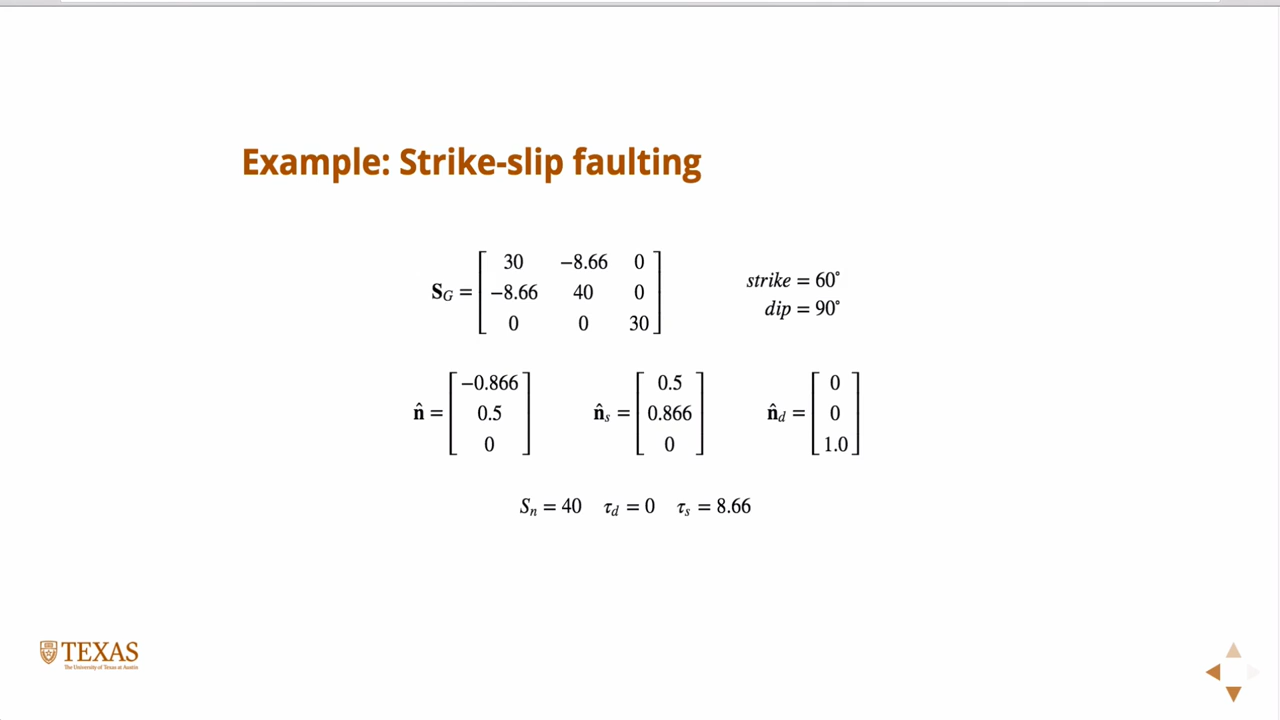 Example: Strike-slip faulting
S_G = [ 30 −8.66 0
−8.66 40 0
0 0 30 ]
strike = 60°
dip = 90°
n̂ = [ −0.866
0.5
0 ]
n̂_s = [ 0.5
0.866
0 ]
n̂_d = [ 0
0
1.0 ]
S_n = 40 τ_d = 0 τ_s = 8.66
TEXAS
The University of Texas at Austin